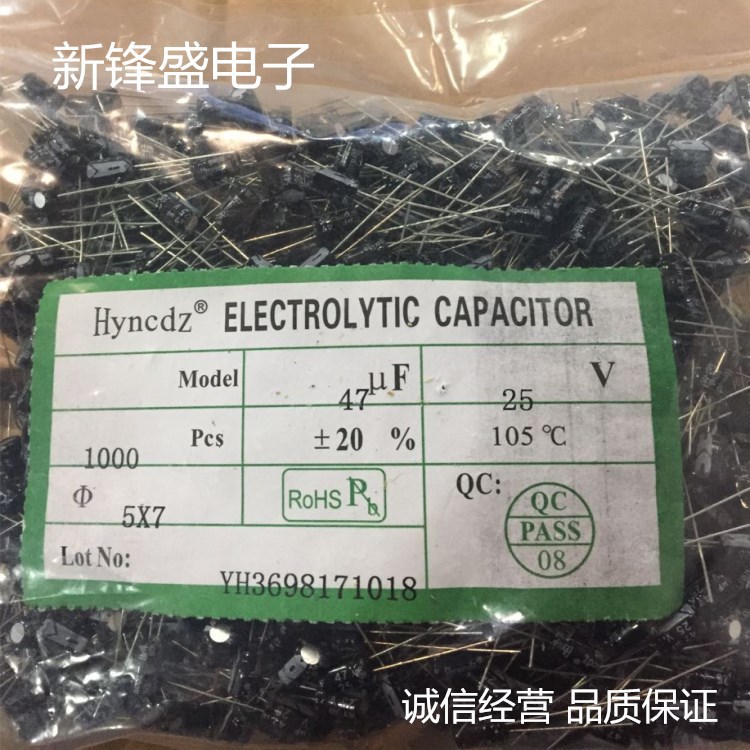 新锋盛电子
Hyncdz® ELECTROLYTIC CAPACITOR
Model 47 μF 25 V
1000 Pcs ±20 % 105 ℃
Φ 5X7 RoHS Pb QC: QC PASS 08
Lot No: YH3698171018
诚信经营 品质保证